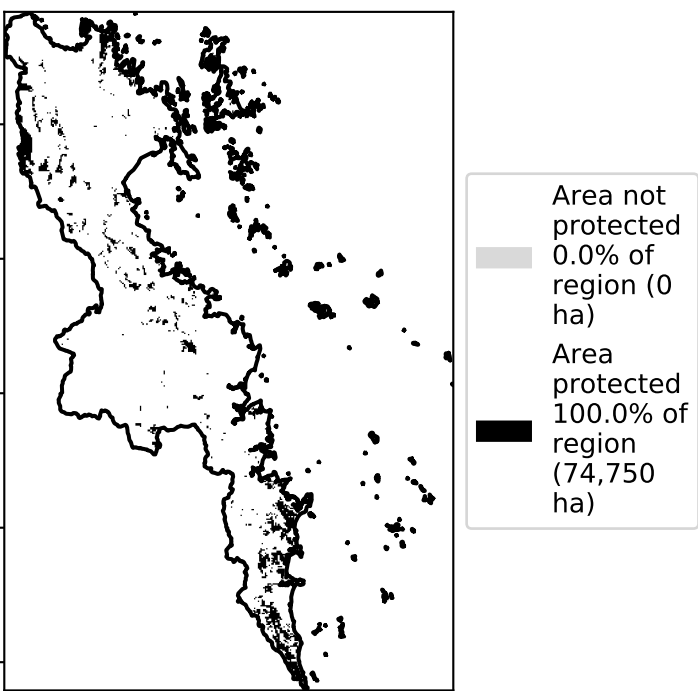 Area not
protected
0.0% of
region (0
ha)
Area
protected
100.0% of
region
(74,750
ha)